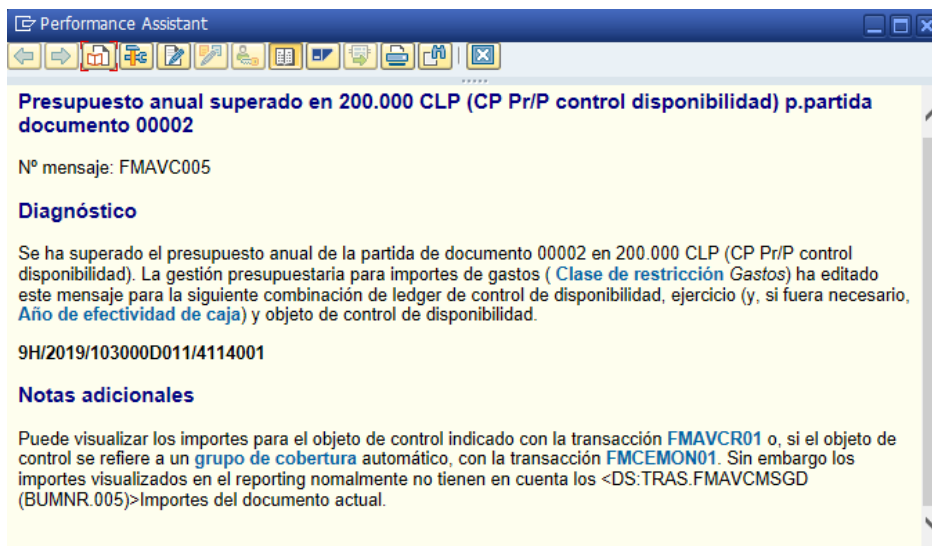 Performance Assistant
Presupuesto anual superado en 200.000 CLP (CP Pr/P control disponibilidad) p.partida
documento 00002
Nº mensaje: FMAVC005
Diagnóstico
Se ha superado el presupuesto anual de la partida de documento 00002 en 200.000 CLP (CP Pr/P control
disponibilidad). La gestión presupuestaria para importes de gastos ( Clase de restricción Gastos) ha editado
este mensaje para la siguiente combinación de ledger de control de disponibilidad, ejercicio (y, si fuera necesario,
Año de efectividad de caja) y objeto de control de disponibilidad.
9H/2019/103000D011/4114001
Notas adicionales
Puede visualizar los importes para el objeto de control indicado con la transacción FMAVCR01 o, si el objeto de
control se refiere a un grupo de cobertura automático, con la transacción FMCEMON01. Sin embargo los
importes visualizados en el reporting nomalmente no tienen en cuenta los <DS:TRAS.FMAVCMSGD
(BUMNR.005)>Importes del documento actual.